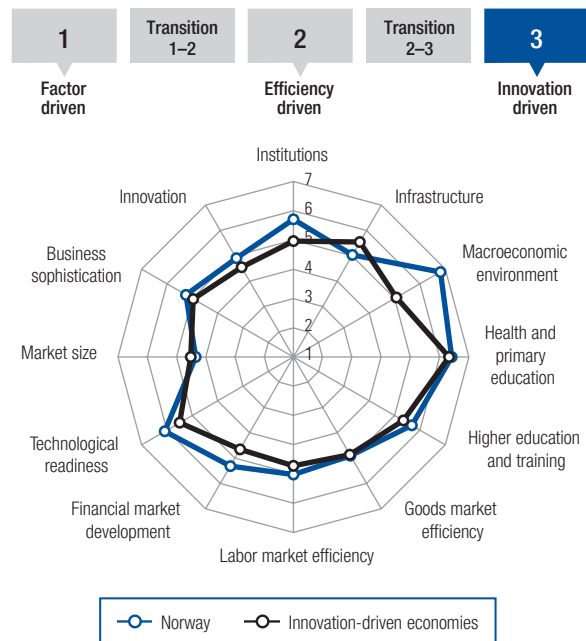 1
Transition
1–2
2
Transition
2–3
3
Factor
driven
Efficiency
driven
Innovation
driven
Institutions
7
Innovation
Infrastructure
6
5
Business
sophistication
Macroeconomic
environment
4
3
2
Market size
1
Health and
primary
education
Technological
readiness
Higher education
and training
Financial market
development
Goods market
efficiency
Labor market efficiency
Norway
Innovation-driven economies